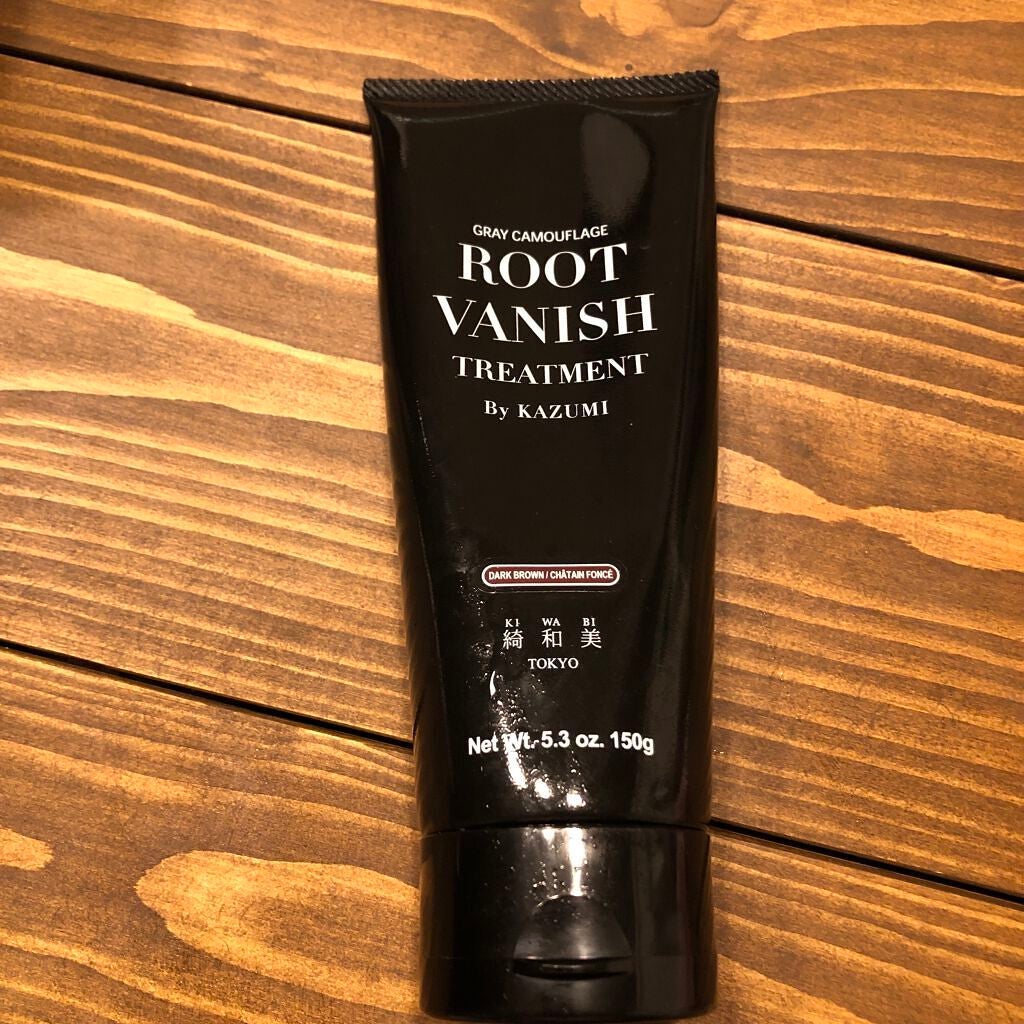 GRAY CAMOUFLAGE
ROOT
VANISH
TREATMENT
By KAZUMI
DARK BROWN / CHÂTAIN FONCÉ
KI WA BI
綺 和 美
TOKYO
Net Wt. 5.3 oz. 150g